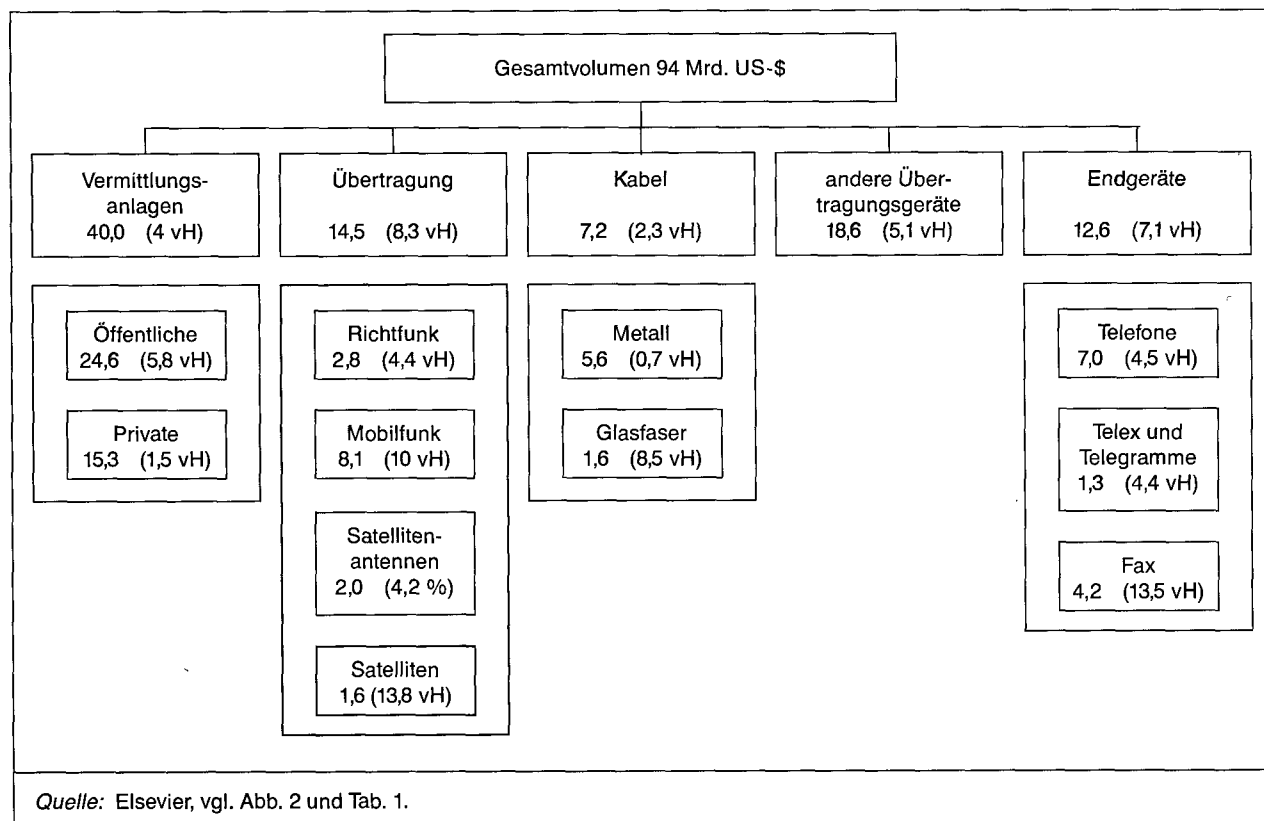 Gesamtvolumen 94 Mrd. US-$
Vermittlungs-
anlagen
40,0 (4 vH)
Übertragung
14,5 (8,3 vH)
Kabel
7,2 (2,3 vH)
andere Über-
tragungsgeräte
18,6 (5,1 vH)
Endgeräte
12,6 (7,1 vH)
Öffentliche
24,6 (5,8 vH)
Private
15,3 (1,5 vH)
Richtfunk
2,8 (4,4 vH)
Mobilfunk
8,1 (10 vH)
Satelliten-
antennen
2,0 (4,2 %)
Satelliten
1,6 (13,8 vH)
Metall
5,6 (0,7 vH)
Glasfaser
1,6 (8,5 vH)
Telefone
7,0 (4,5 vH)
Telex und
Telegramme
1,3 (4,4 vH)
Fax
4,2 (13,5 vH)
Quelle: Elsevier, vgl. Abb. 2 und Tab. 1.